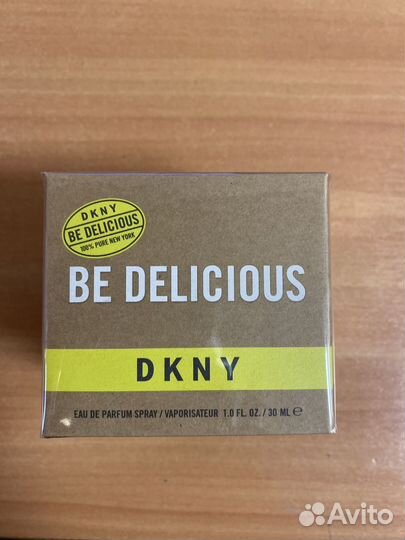 DKNY
BE DELICIOUS
100% PURE NEW YORK
BE DELICIOUS
DKNY
EAU DE PARFUM SPRAY / VAPORISATEUR 1.0 FL. OZ. / 30 ML ℮
Avito